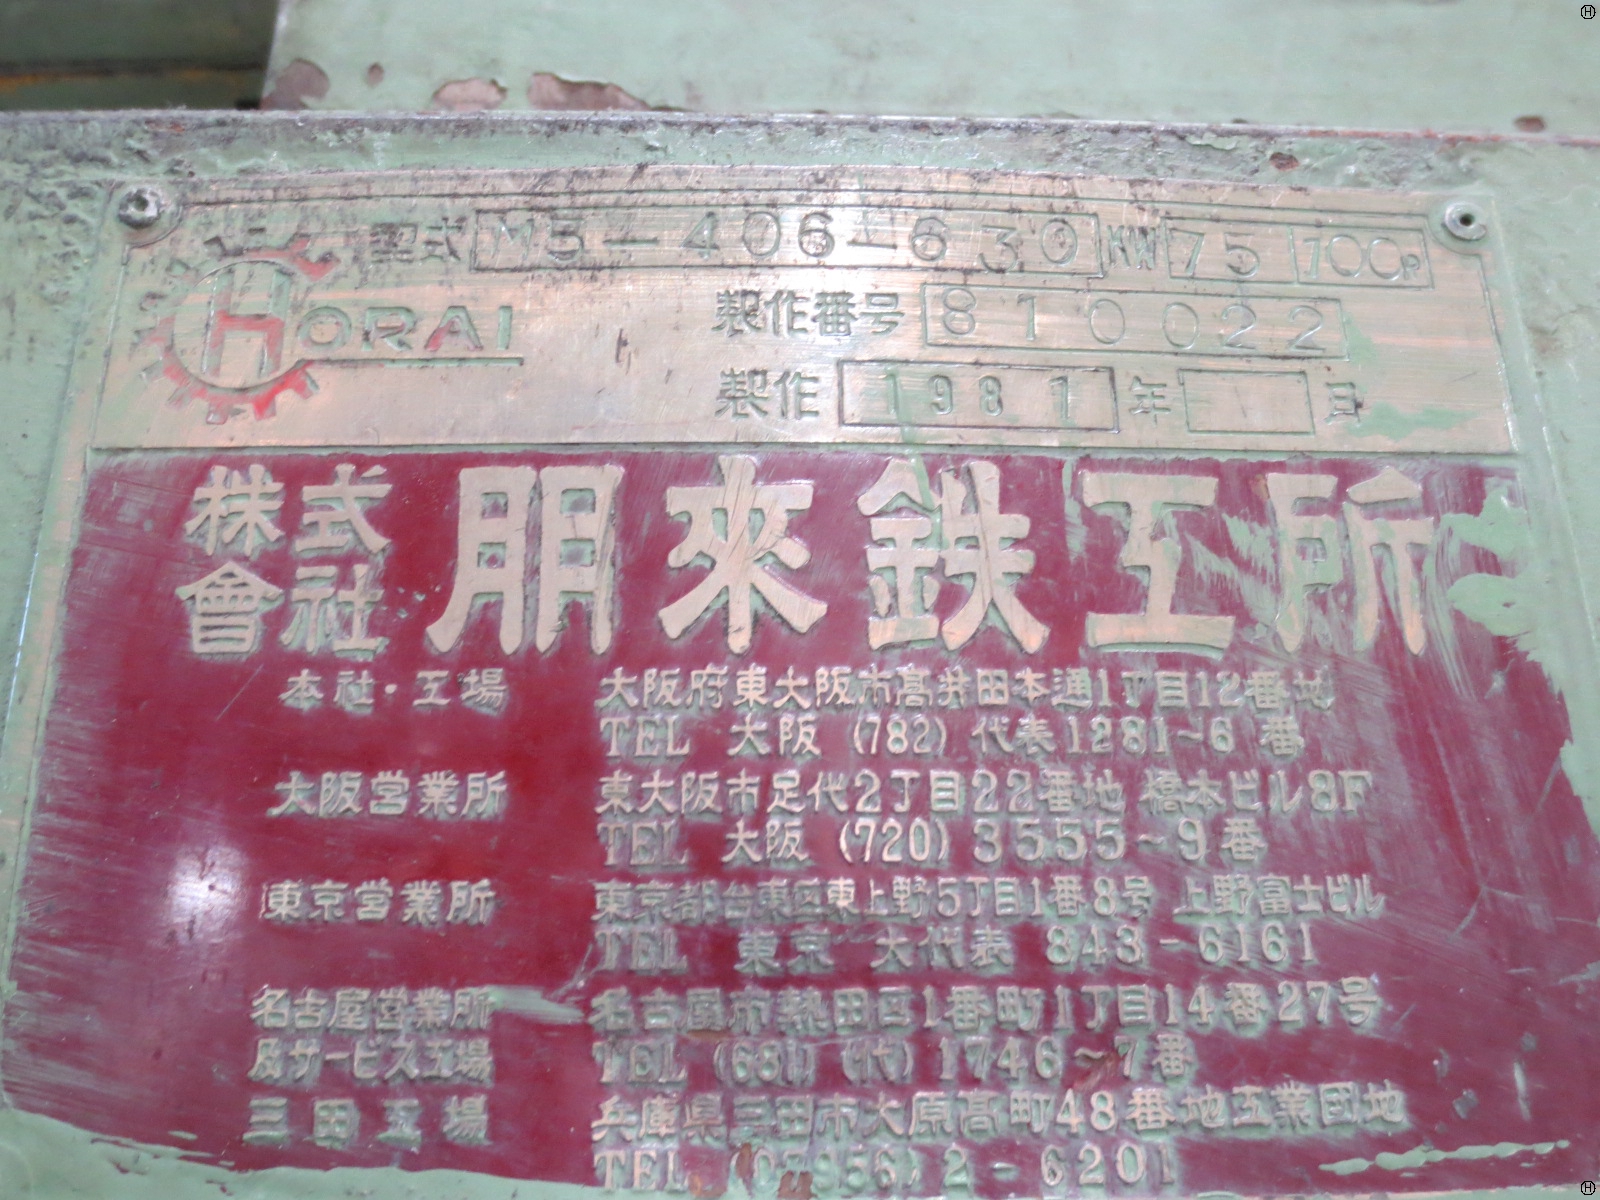 型式 N5-406-630 KW 75 100P
HORAI
製作番号 810022
製作 1981年 日
株式會社 朋來鉄工所
本社・工場 大阪府東大阪市高井田本通1丁目12番地
TEL 大阪 (782) 代表1281~6 番
大阪営業所 東大阪市足代2丁目22番地 橋本ビル8F
TEL 大阪 (720) 3555~9番
東京営業所 東京都台東区東上野5丁目1番8号 上野富士ビル
TEL 東京 大代表 843-6161
名古屋営業所 名古屋市熱田区1番町1丁目14番27号
及サービス工場 TEL (681) (代) 1746~7番
三田工場 兵庫県三田市大原高町48番地工業団地
TEL (07956) 2-6201